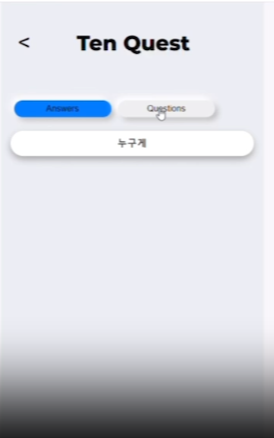 < Ten Quest
Answers Questions
누구게